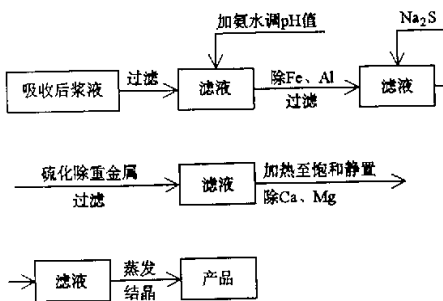 加氨水调pH值
Na₂S
吸收后浆液
过滤
滤液
除Fe、Al
过滤
滤液
硫化除重金属
过滤
滤液
加热至饱和静置
除Ca、Mg
滤液
蒸发
结晶
产品